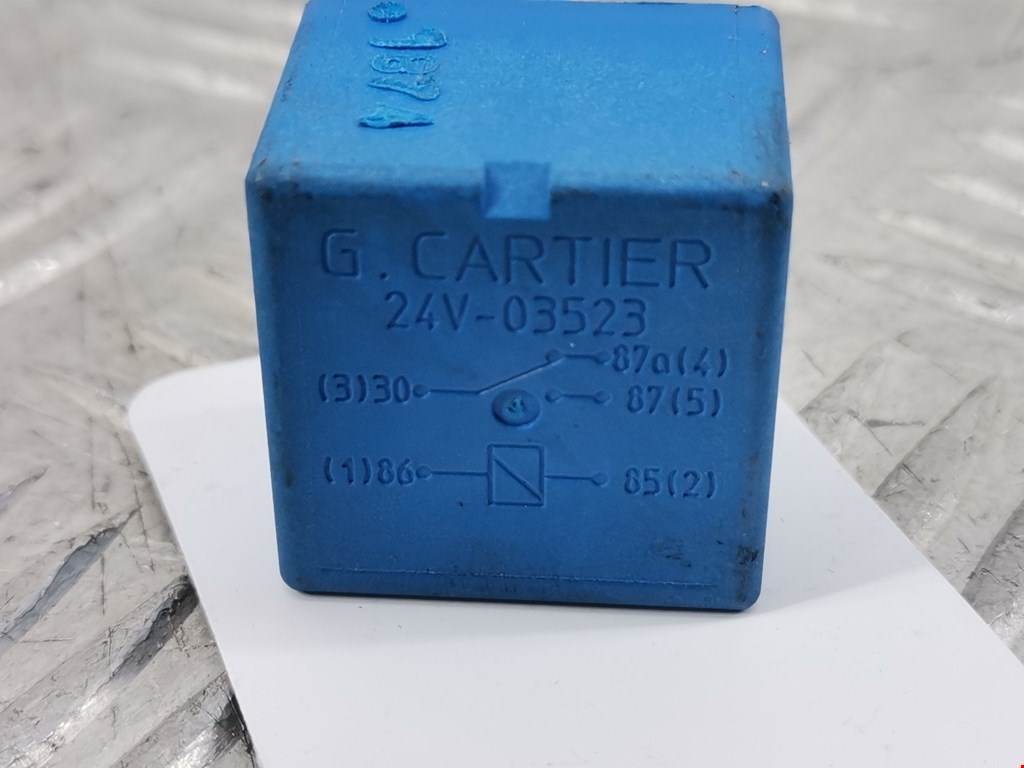 G. CARTIER
24V-03523
87a(4)
(3)30 87(5)
(1)86 85(2)